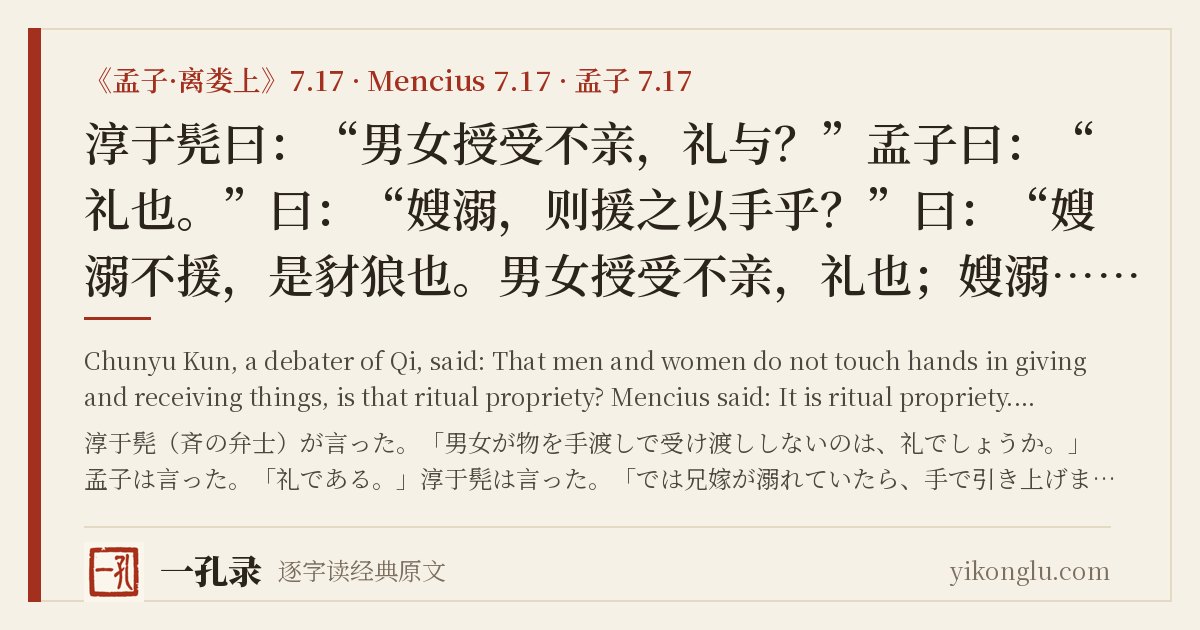 《孟子·离娄上》7.17 · Mencius 7.17 · 孟子 7.17
淳于髡曰：“男女授受不亲，礼与？”孟子曰：“
礼也。”曰：“嫂溺，则援之以手乎？”曰：“嫂
溺不援，是豺狼也。男女授受不亲，礼也；嫂溺……
Chunyu Kun, a debater of Qi, said: That men and women do not touch hands in giving
and receiving things, is that ritual propriety? Mencius said: It is ritual propriety....
淳于髡（斉の弁士）が言った。「男女が物を手渡しで受け渡ししないのは、礼でしょうか。」
孟子は言った。「礼である。」淳于髡は言った。「では兄嫁が溺れていたら、手で引き上げま…
一孔
一孔录 逐字读经典原文 yikonglu.com